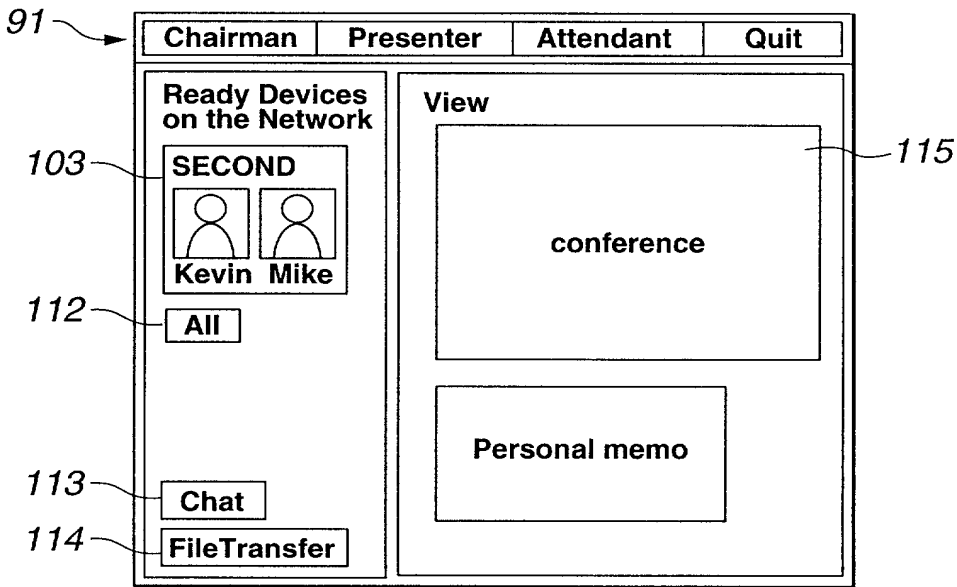 91
Chairman Presenter Attendant Quit
Ready Devices
on the Network
103
SECOND
Kevin Mike
112
All
113
Chat
114
FileTransfer
View
115
conference
Personal memo